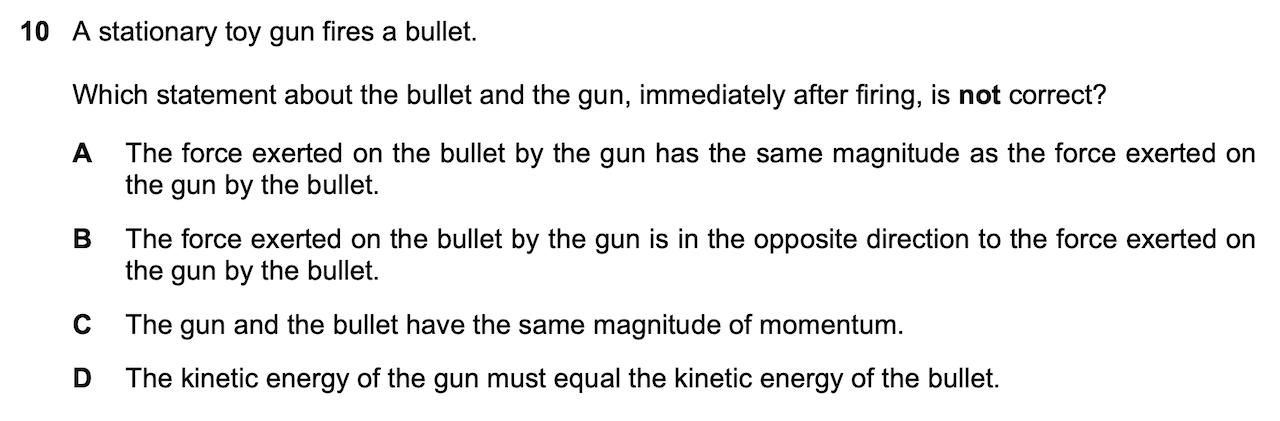 10 A stationary toy gun fires a bullet.
Which statement about the bullet and the gun, immediately after firing, is not correct?
A The force exerted on the bullet by the gun has the same magnitude as the force exerted on
the gun by the bullet.
B The force exerted on the bullet by the gun is in the opposite direction to the force exerted on
the gun by the bullet.
C The gun and the bullet have the same magnitude of momentum.
D The kinetic energy of the gun must equal the kinetic energy of the bullet.